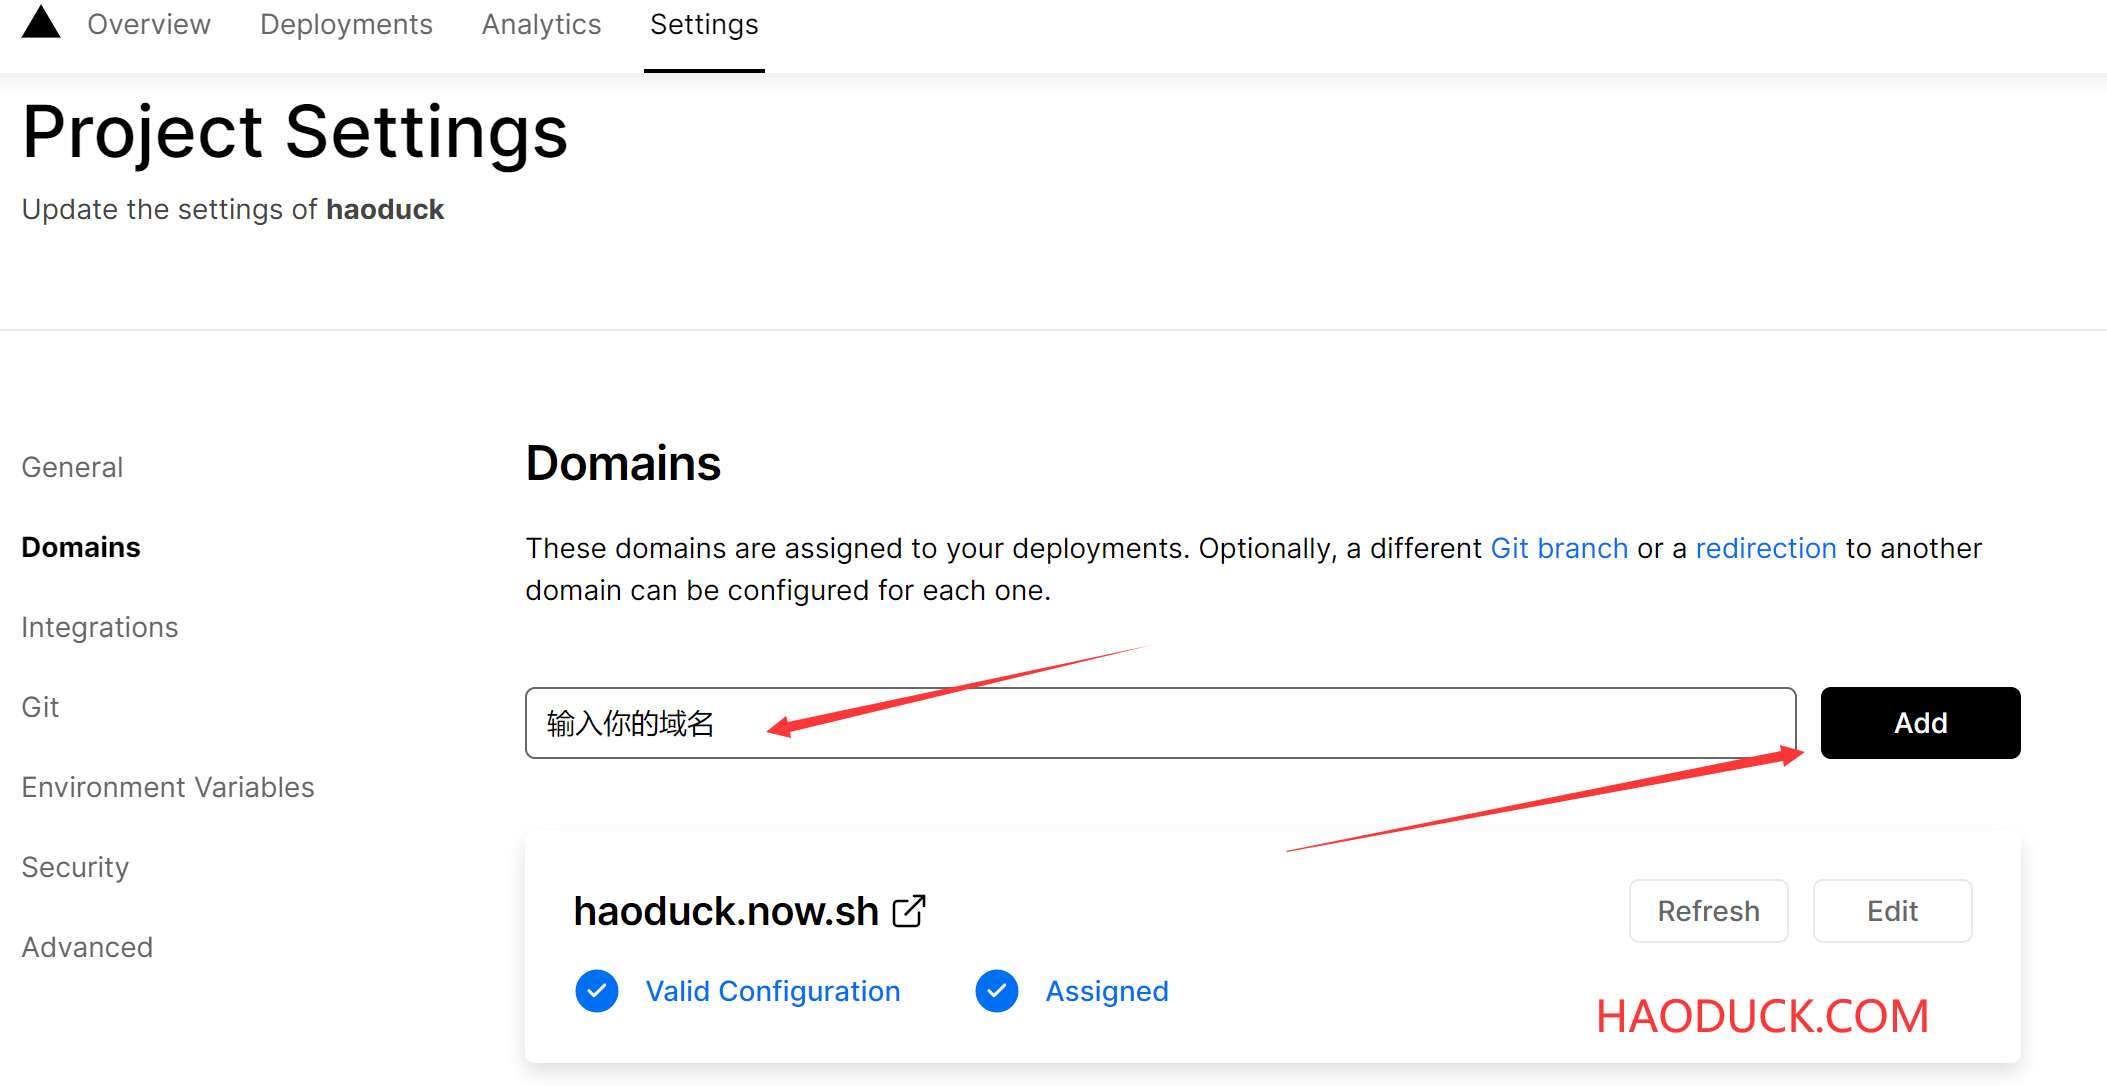 Overview Deployments Analytics Settings
Project Settings
Update the settings of haoduck
General
Domains
Integrations
Git
Environment Variables
Security
Advanced
Domains
These domains are assigned to your deployments. Optionally, a different Git branch or a redirection to another
domain can be configured for each one.
输入你的域名
Add
haoduck.now.sh
Refresh Edit
Valid Configuration Assigned
HAODUCK.COM